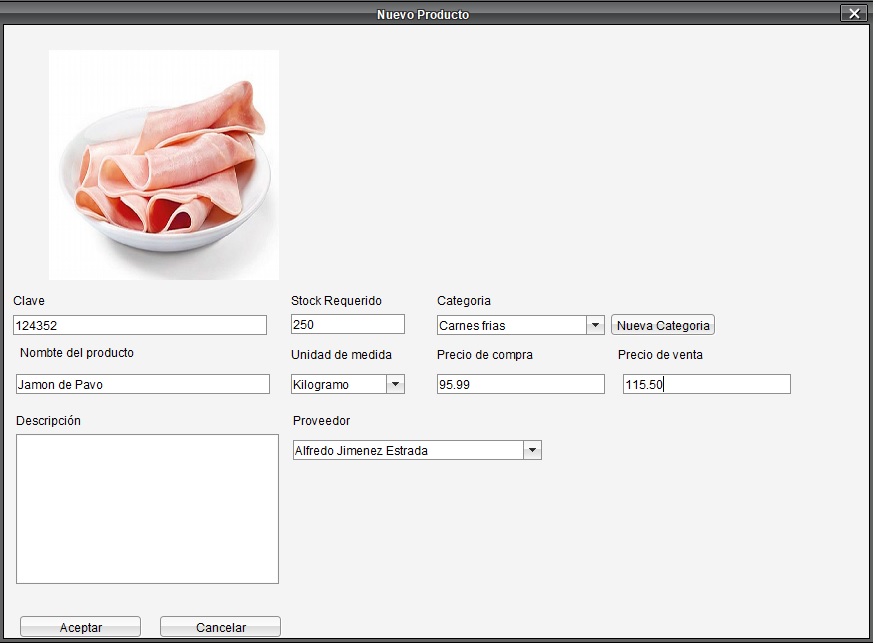 Nuevo Producto
Clave
Stock Requerido
Categoria
124352
250
Carnes frias
Nueva Categoria
Nombte del producto
Unidad de medida
Precio de compra
Precio de venta
Jamon de Pavo
Kilogramo
95.99
115.50
Descripción
Proveedor
Alfredo Jimenez Estrada
Aceptar
Cancelar